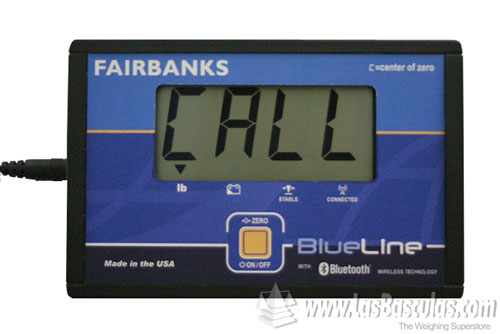 FAIRBANKS
=center of zero
CALL
lb
STABLE
CONNECTED
ZERO
ON/OFF
BlueLine
Made in the USA
WITH Bluetooth® WIRELESS TECHNOLOGY
www.LasBasculas.com
The Weighing Superstore